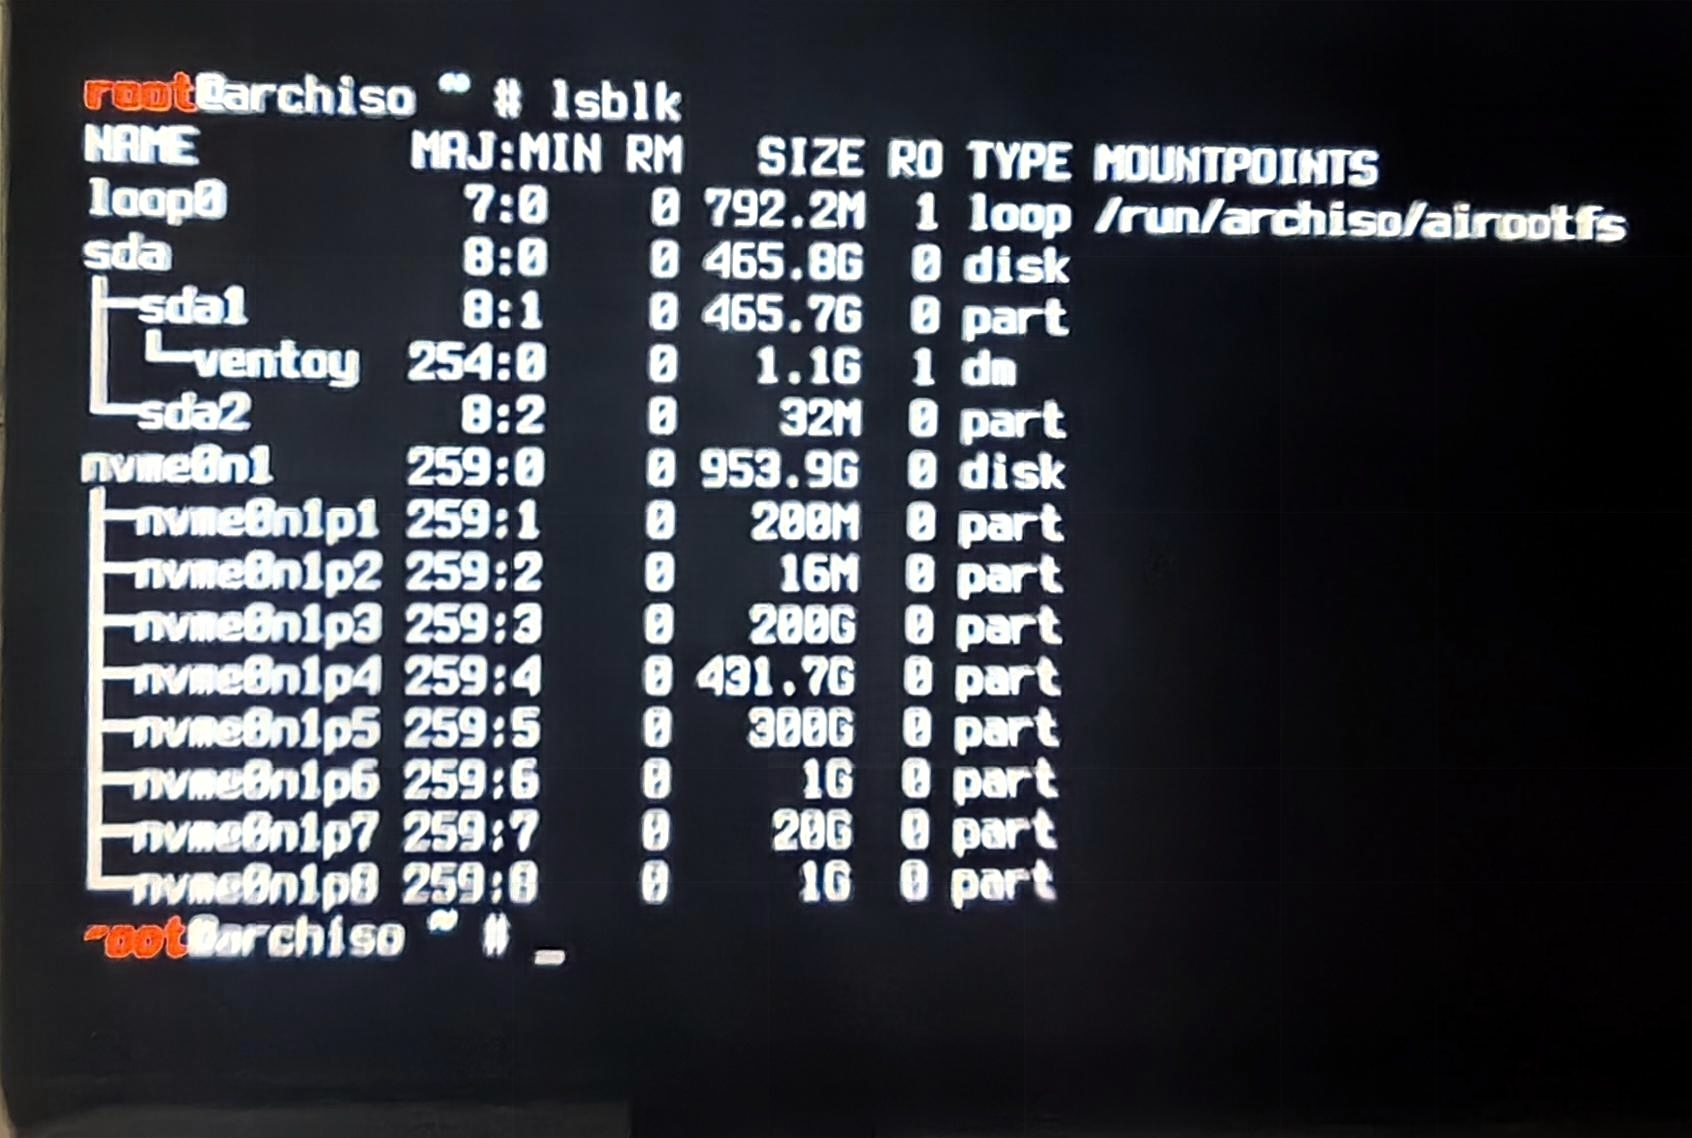 root@archiso ~ # lsblk
NAME MAJ:MIN RM SIZE RO TYPE MOUNTPOINTS
loop0 7:0 0 792.2M 1 loop /run/archiso/airootfs
sda 8:0 0 465.8G 0 disk
├─sda1 8:1 0 465.7G 0 part
│ └─ventoy 254:0 0 1.1G 1 dm
└─sda2 8:2 0 32M 0 part
nvme0n1 259:0 0 953.9G 0 disk
├─nvme0n1p1 259:1 0 200M 0 part
├─nvme0n1p2 259:2 0 16M 0 part
├─nvme0n1p3 259:3 0 200G 0 part
├─nvme0n1p4 259:4 0 431.7G 0 part
├─nvme0n1p5 259:5 0 300G 0 part
├─nvme0n1p6 259:6 0 1G 0 part
├─nvme0n1p7 259:7 0 20G 0 part
└─nvme0n1p8 259:8 0 1G 0 part
root@archiso ~ # _